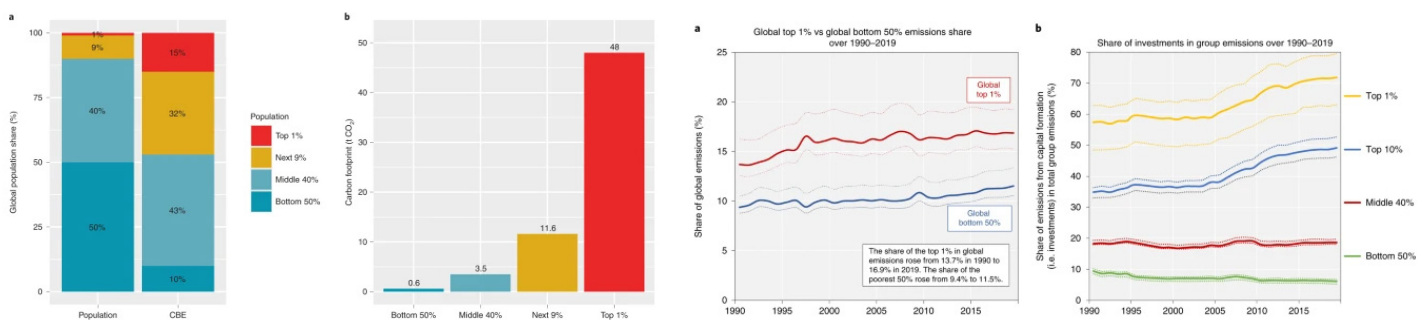 a
Global population share (%)
100
75
50
25
0
1%
9%
40%
50%
15%
32%
43%
10%
Population
CBE
Population
Top 1%
Next 9%
Middle 40%
Bottom 50%
b
Carbon footprint (t CO2)
50
40
30
20
10
0
0.6
3.5
11.6
48
Bottom 50%
Middle 40%
Next 9%
Top 1%
a
Global top 1% vs global bottom 50% emissions share
over 1990–2019
Share of global emissions (%)
25
20
15
10
5
0
Global
top 1%
Global
bottom 50%
The share of the top 1% in global
emissions rose from 13.7% in 1990 to
16.9% in 2019. The share of the
poorest 50% rose from 9.4% to 11.5%.
1990
1995
2000
2005
2010
2015
b
Share of investments in group emissions over 1990–2019
Share of emissions from capital formation
(i.e. investments) in total group emissions (%)
80
70
60
50
40
30
20
10
0
1990
1995
2000
2005
2010
2015
Top 1%
Top 10%
Middle 40%
Bottom 50%